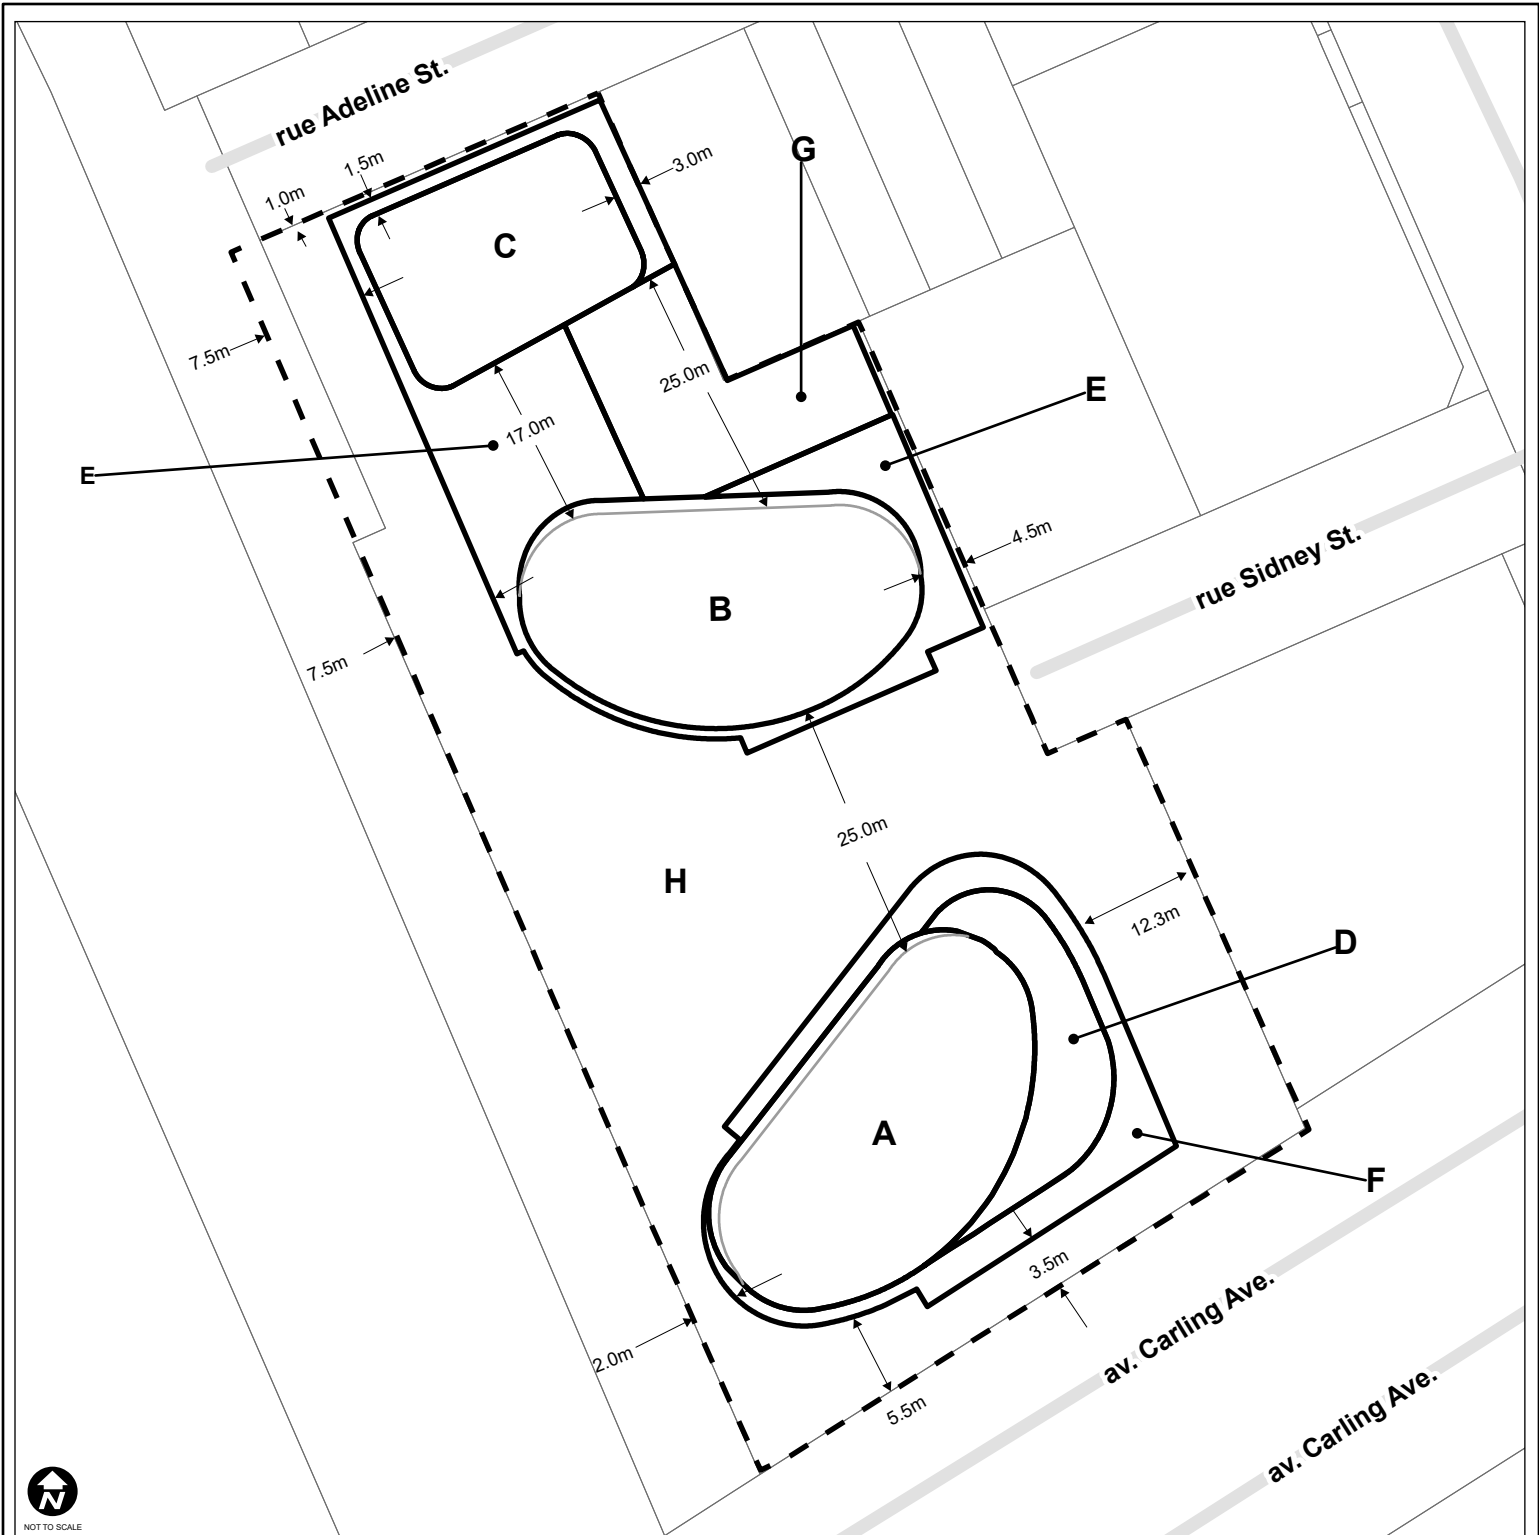 rue Adeline St.
1.5m
3.0m
G
1.0m
C
7.5m
25.0m
E
17.0m
E
4.5m
rue Sidney St.
B
7.5m
25.0m
H
12.3m
D
A
F
3.5m
2.0m
5.5m
av. Carling Ave.
av. Carling Ave.
N
NOT TO SCALE